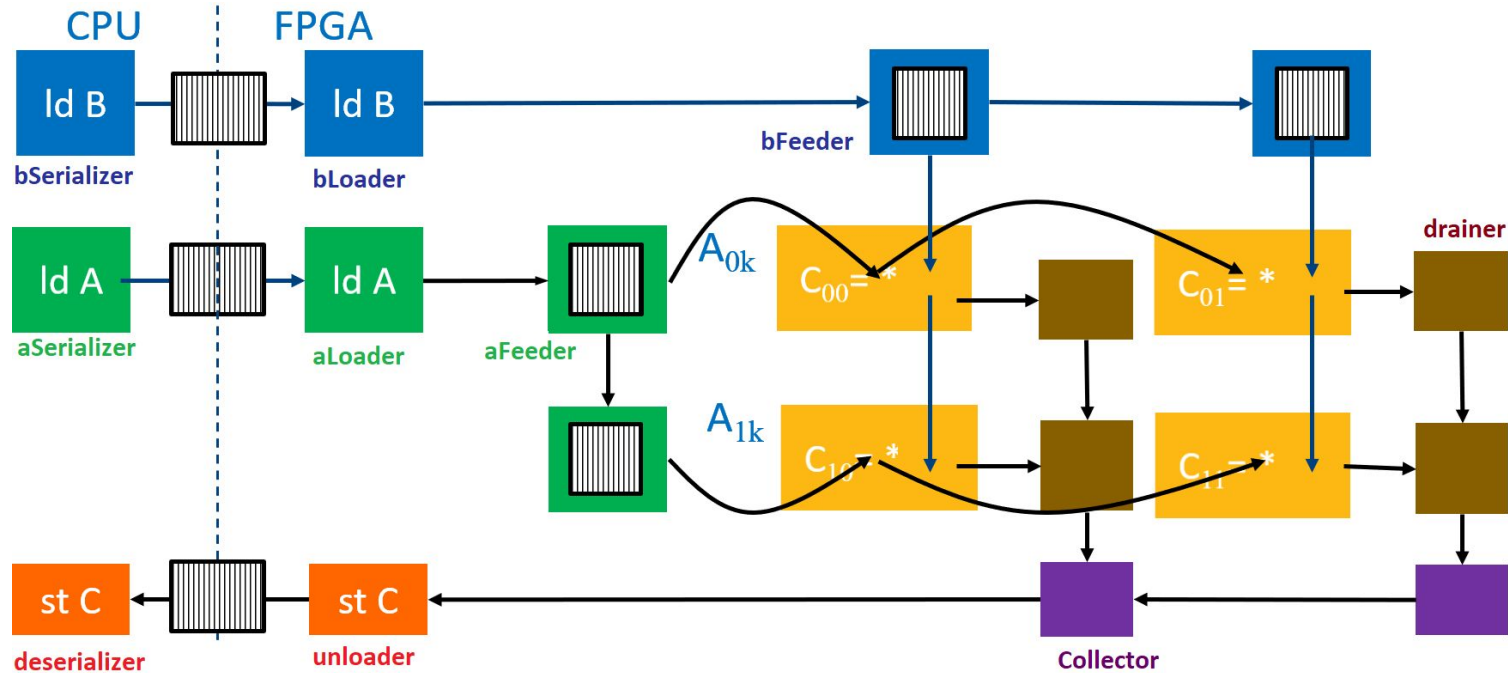 CPU FPGA
ld B ld B
bSerializer bLoader bFeeder
A0k drainer
ld A ld A C00= * C01= *
aSerializer aLoader aFeeder
A1k
C10= * C11= *
st C st C
deserializer unloader Collector